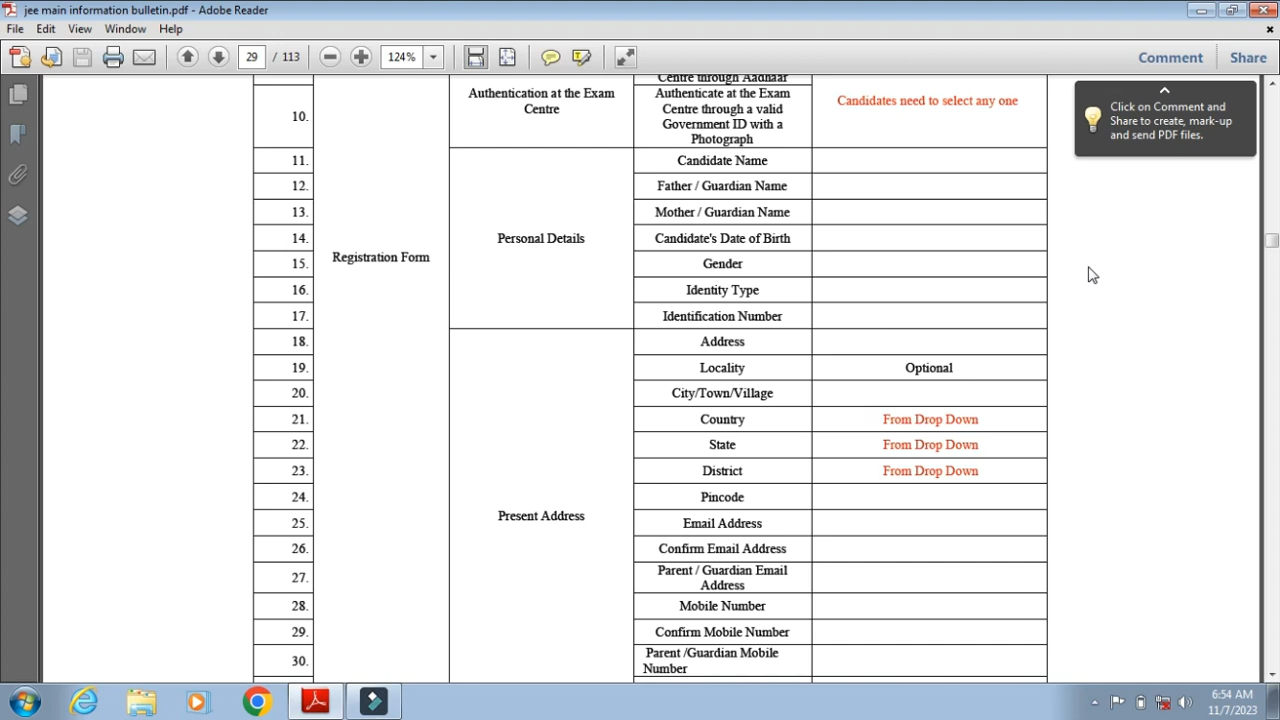 jee main information bulletin.pdf - Adobe Reader
File Edit View Window Help
29 / 113 124% Comment Share
Click on Comment and
Share to create, mark-up
and send PDF files.
Centre through Aadhaar
10. Authentication at the Exam
Centre
Authenticate at the Exam
Centre through a valid
Government ID with a
Photograph
Candidates need to select any one
Registration Form
Personal Details
11. Candidate Name
12. Father / Guardian Name
13. Mother / Guardian Name
14. Candidate's Date of Birth
15. Gender
16. Identity Type
17. Identification Number
Present Address
18. Address
19. Locality Optional
20. City/Town/Village
21. Country From Drop Down
22. State From Drop Down
23. District From Drop Down
24. Pincode
25. Email Address
26. Confirm Email Address
27. Parent / Guardian Email
Address
28. Mobile Number
29. Confirm Mobile Number
30. Parent /Guardian Mobile
Number
6:54 AM
11/7/2023